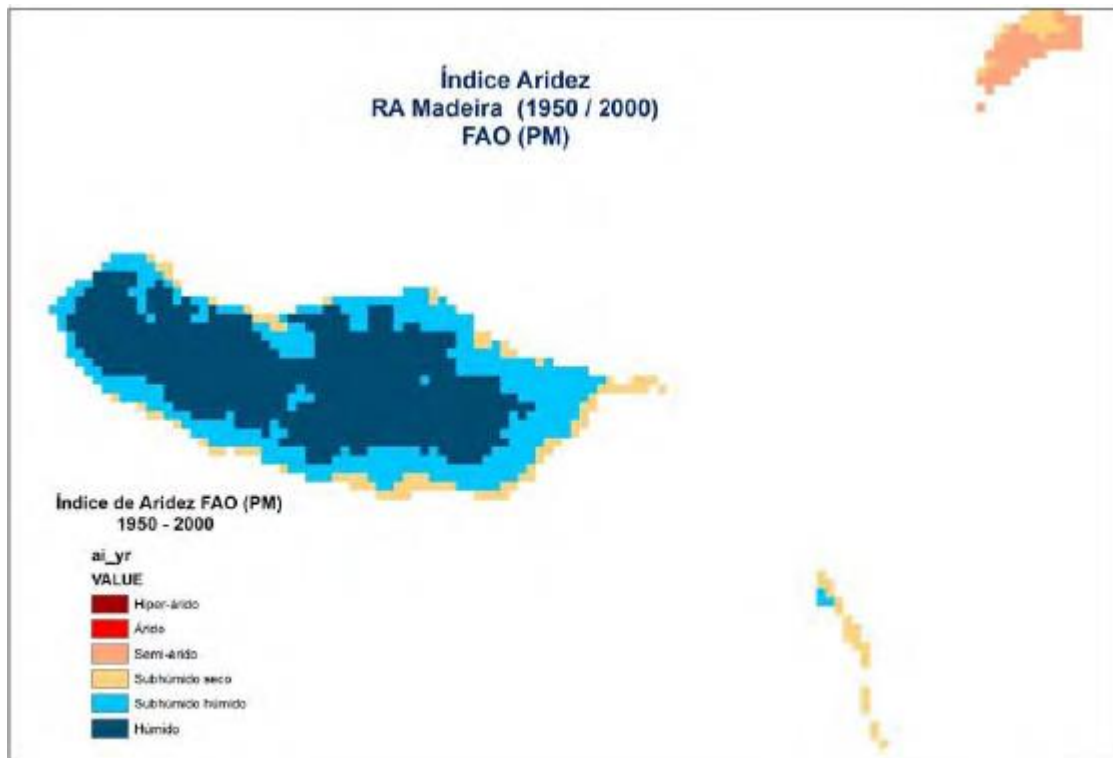 Índice Aridez
RA Madeira (1950 / 2000)
FAO (PM)
Índice de Aridez FAO (PM)
1950 - 2000
ai_yr
VALUE
Hiper-árido
Árido
Semi-árido
Subhúmido seco
Subhúmido húmido
Húmido